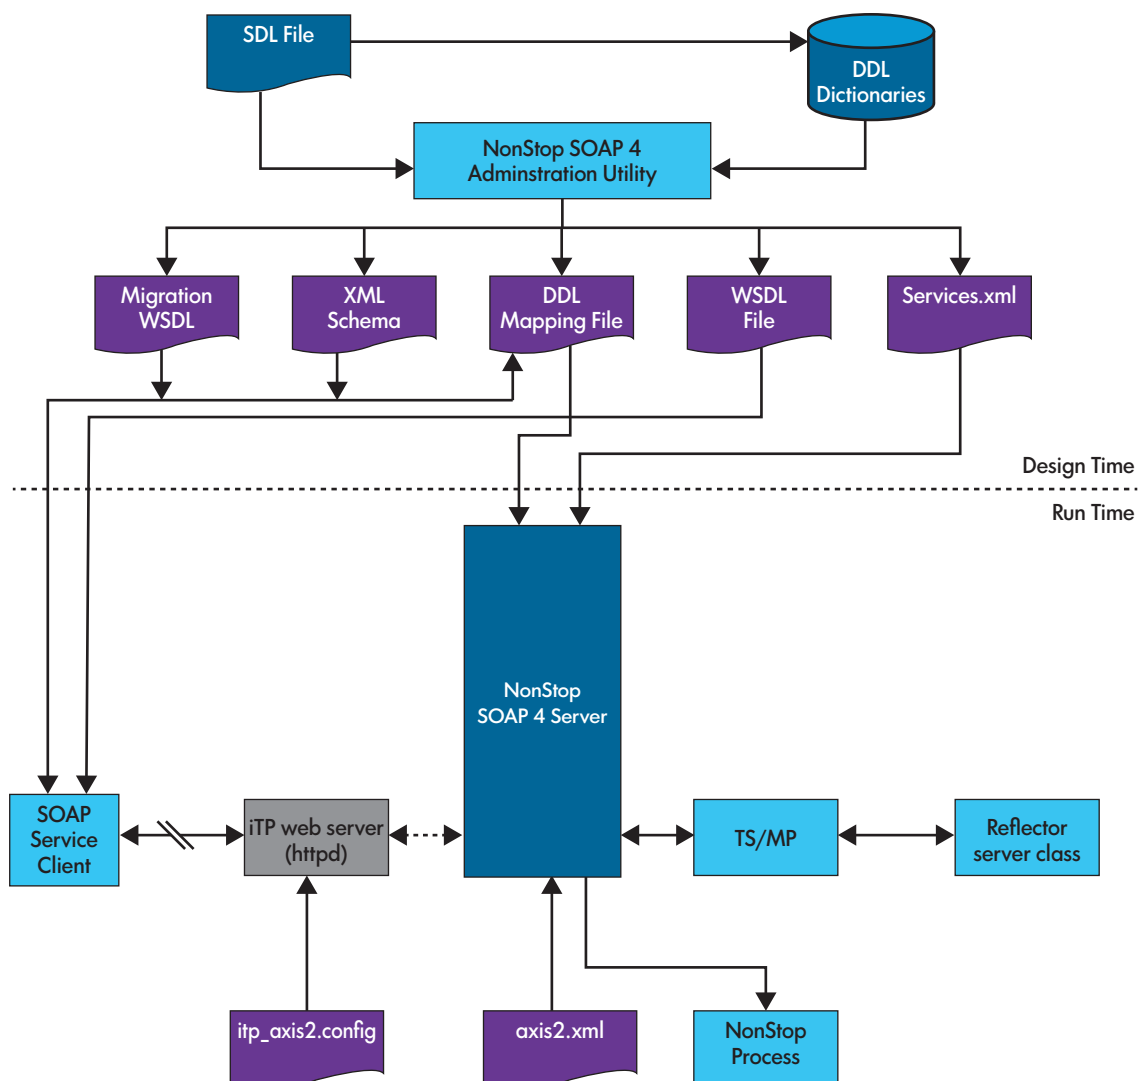 SDL File
DDL
Dictionaries
NonStop SOAP 4
Adminstration Utility
Migration
WSDL
XML
Schema
DDL
Mapping File
WSDL
File
Services.xml
Design Time
Run Time
NonStop
SOAP 4 Server
SOAP
Service
Client
iTP web server
(httpd)
TS/MP
Reflector
server class
itp_axis2.config
axis2.xml
NonStop
Process